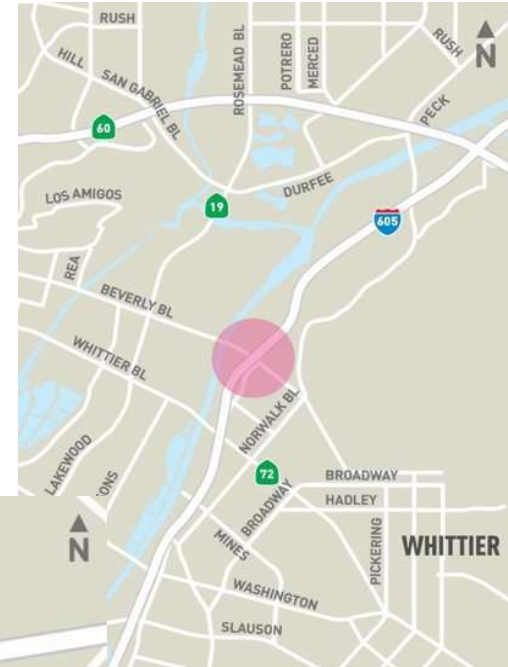 RUSH
HILL
SAN GABRIEL BL
ROSEMEAD BL
POTRERO
MERCED
RUSH
N
PECK
60
LOS AMIGOS
19
DURFEE
605
REA
BEVERLY BL
WHITTIER BL
NORWALK BL
LAKEWOOD
ONS
72
BROADWAY
HADLEY
BROADWAY
N
MINES
PICKERING
WHITTIER
WASHINGTON
SLAUSON